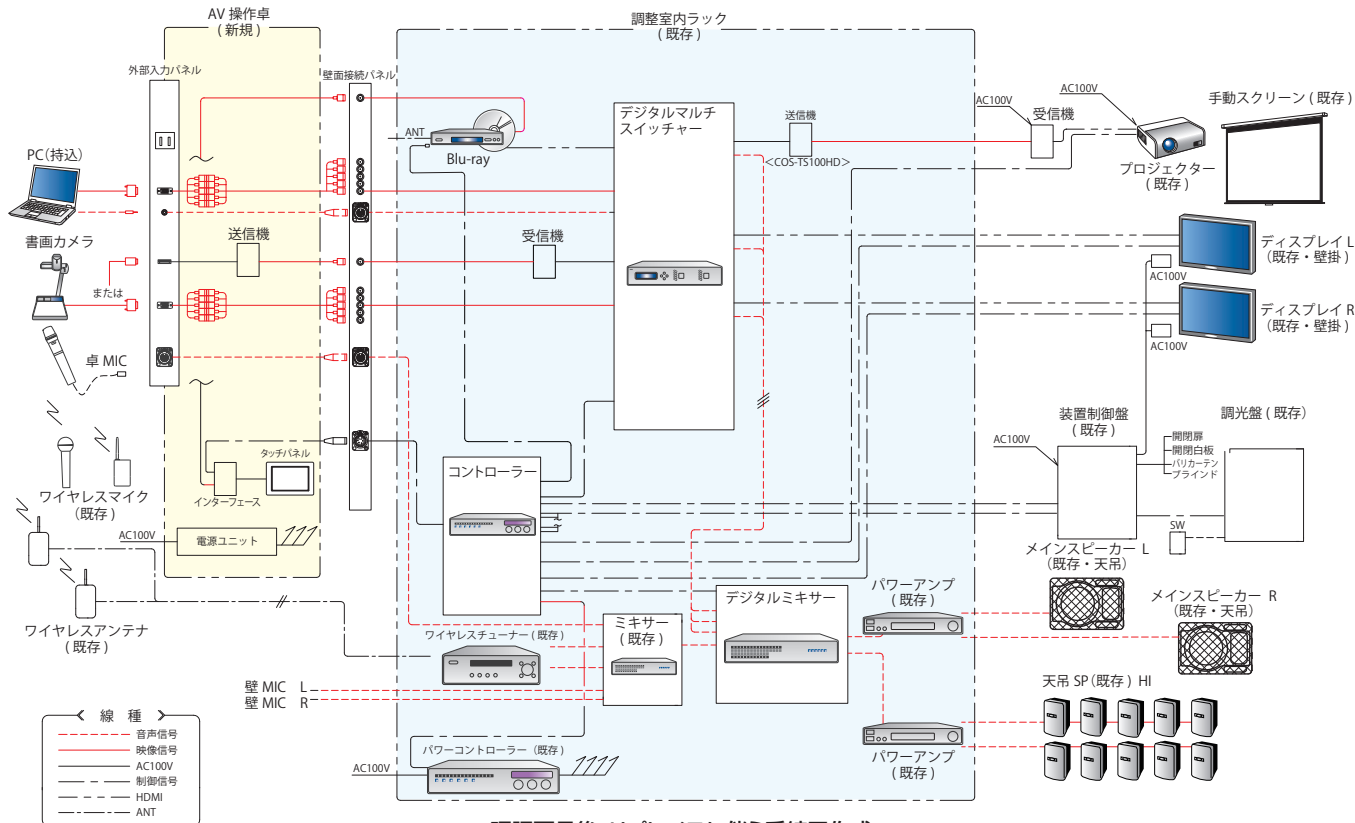 AV 操作卓
( 新規 )
調整室内ラック
( 既存 )
外部入力パネル
壁面接続パネル
PC(持込)
書画カメラ
または
卓 MIC
ワイヤレスマイク
(既存 )
ワイヤレスアンテナ
( 既存 )
送信機
タッチパネル
インターフェース
AC100V
電源ユニット
ANT
Blu-ray
受信機
デジタルマルチ
スイッチャー
送信機
<COS-TS100HD>
AC100V
受信機
AC100V
プロジェクター
( 既存 )
手動スクリーン ( 既存 )
ディスプレイ L
(既存・壁掛 )
AC100V
ディスプレイ R
(既存・壁掛 )
AC100V
コントローラー
装置制御盤
( 既存 )
AC100V
開閉扉
開閉白板
バリカーテン
ブラインド
調光盤 ( 既存)
SW
メインスピーカー L
(既存・天吊)
メインスピーカー R
(既存・天吊)
パワーアンプ
( 既存 )
デジタルミキサー
ミキサー
( 既存 )
ワイヤレスチューナー ( 既存 )
壁 MIC L
壁 MIC R
天吊 SP (既存 ) HI
パワーアンプ
( 既存 )
パワーコントローラー (既存 )
AC100V
線 種
音声信号
映像信号
AC100V
制御信号
HDMI
ANT